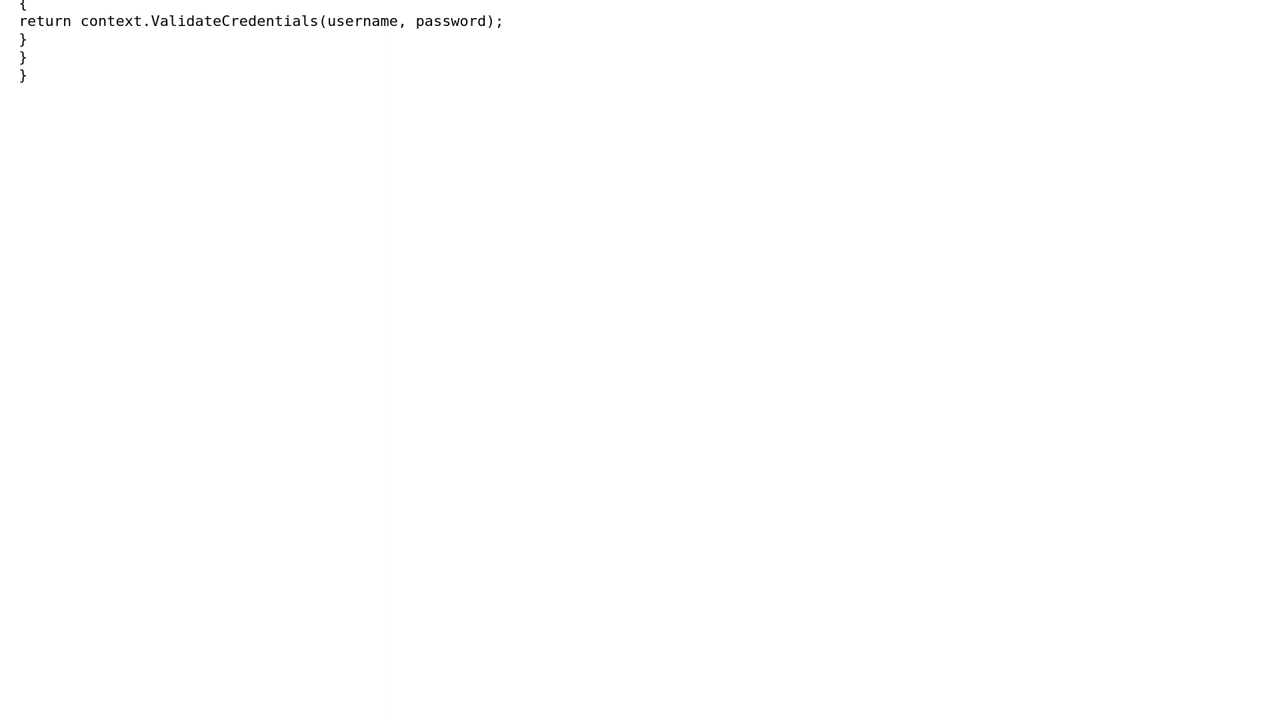 {
return context.ValidateCredentials(username, password);
}
}
}